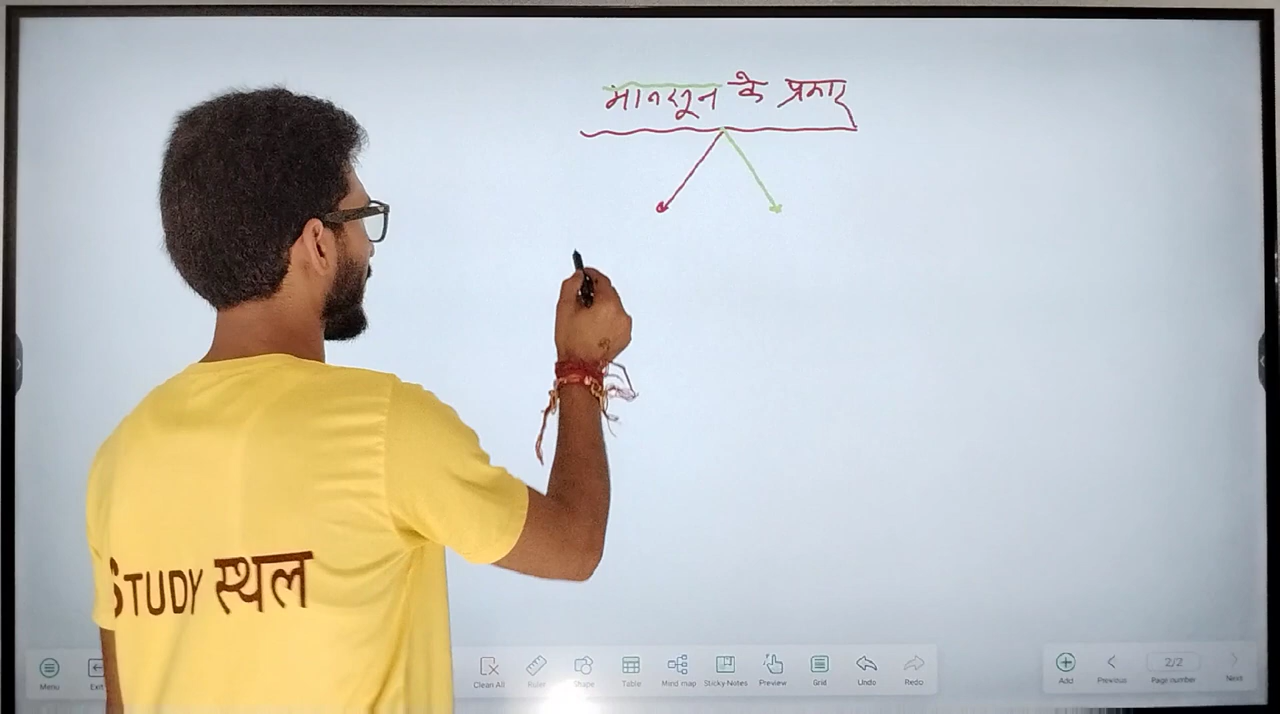 मानसून के प्रकार
STUDY स्थल
Menu
Exit
Clean All
Ruler
Shape
Table
Mind map
Sticky Notes
Preview
Grid
Undo
Redo
Add
Previous
2/2
Page number
Next